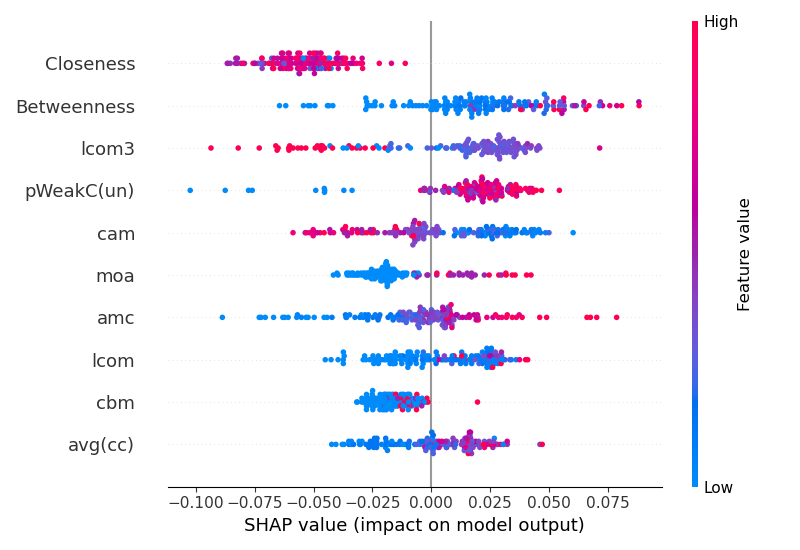 High
Closeness
Betweenness
lcom3
pWeakC(un)
cam
moa
amc
lcom
cbm
avg(cc)
Feature value
Low
−0.100 −0.075 −0.050 −0.025 0.000 0.025 0.050 0.075
SHAP value (impact on model output)